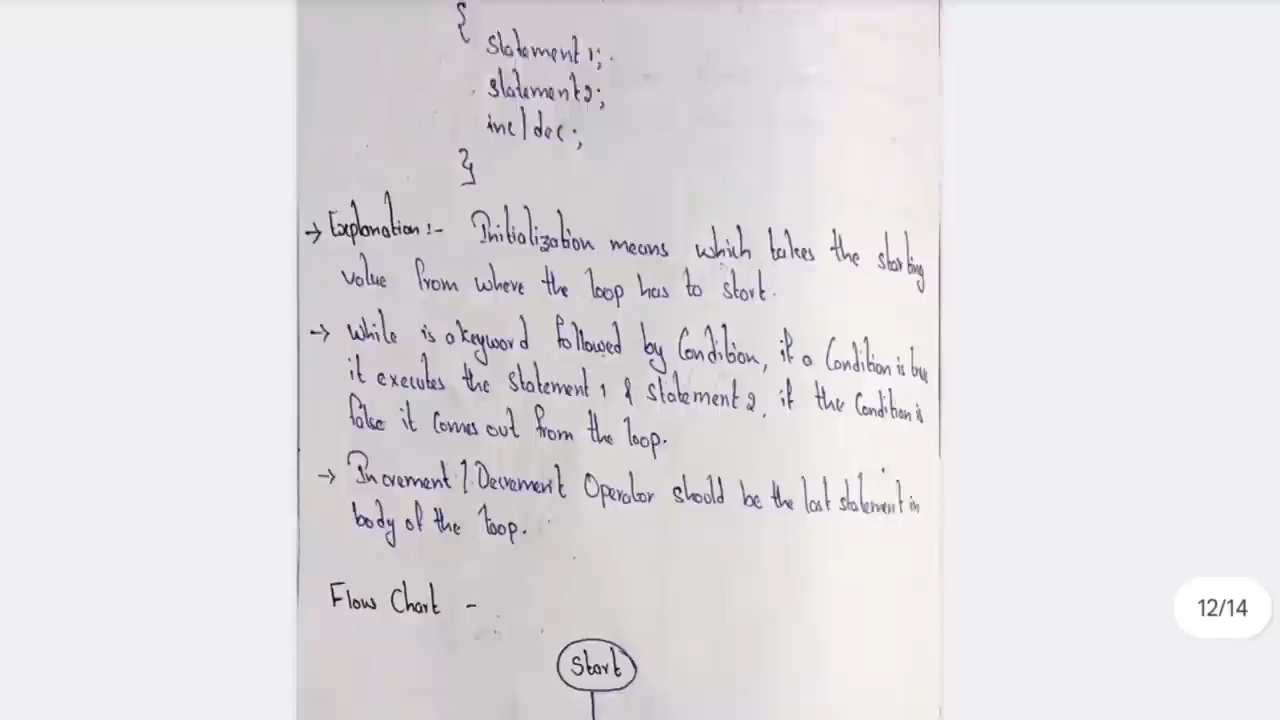 {
statement 1;
statement 2;
inc/dec;
}
→ Explanation :- Initialization means which takes the starting
value from where the loop has to start.
→ While is a keyword followed by Condition, if a Condition is true
it executes the statement 1 & statement 2, if the Condition is
false it comes out from the loop.
→ Increment / Decrement Operator should be the last statement in
body of the loop.
Flow Chart -
Start
12/14